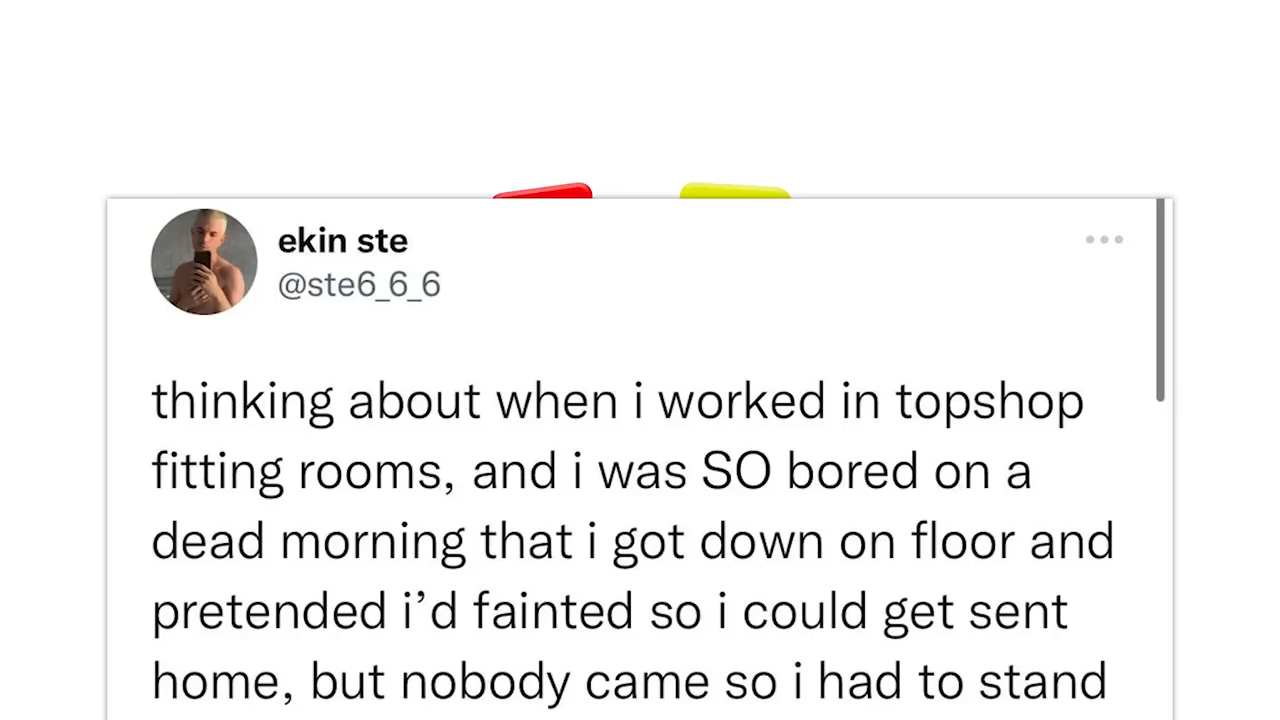 ekin ste
@ste6_6_6
thinking about when i worked in topshop
fitting rooms, and i was SO bored on a
dead morning that i got down on floor and
pretended i’d fainted so i could get sent
home, but nobody came so i had to stand